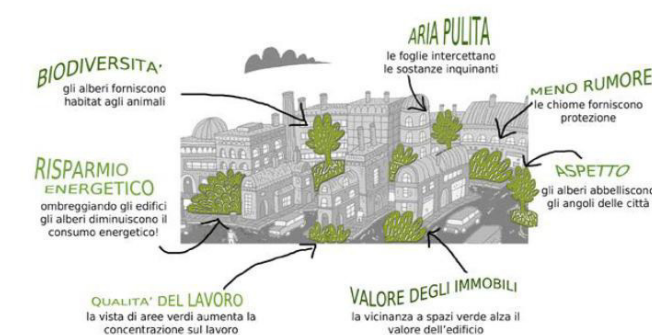 BIODIVERSITA'
gli alberi forniscono
habitat agli animali
ARIA PULITA
le foglie intercettano
le sostanze inquinanti
MENO RUMORE
le chiome forniscono
protezione
RISPARMIO
ENERGETICO
ombreggiando gli edifici
gli alberi diminuiscono il
consumo energetico!
ASPETTO
gli alberi abbelliscono
gli angoli delle città
QUALITA' DEL LAVORO
la vista di aree verdi aumenta la
concentrazione sul lavoro
VALORE DEGLI IMMOBILI
la vicinanza a spazi verde alza il
valore dell'edificio